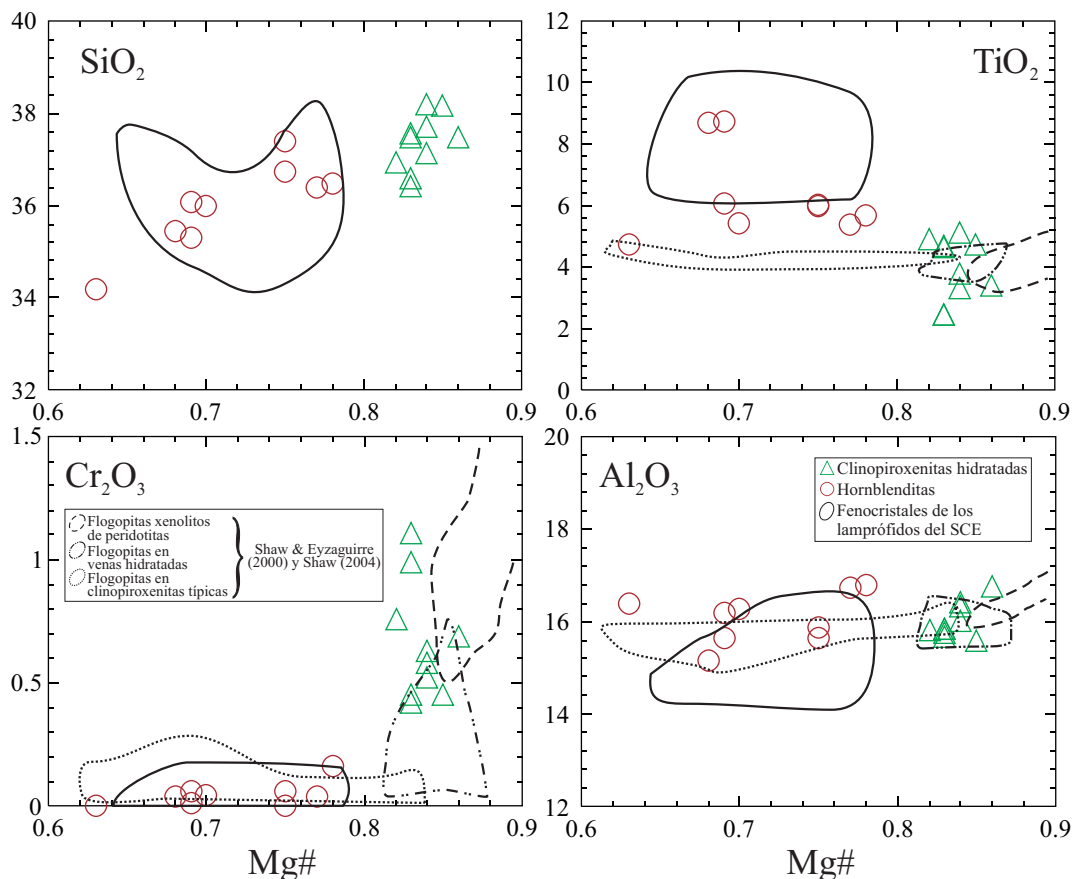 SiO₂
40
38
36
34
32
0.6
0.7
0.8
0.9
TiO₂
12
10
8
6
4
2
0
0.6
0.7
0.8
0.9
Cr₂O₃
1.5
1
0.5
0
Flogopitas xenolitos
de peridotitas
Flogopitas en
venas hidratadas
Flogopitas en
clinopiroxenitas típicas
Shaw & Eyzaguirre
(2000) y Shaw (2004)
0.6
0.7
0.8
0.9
Mg#
Al₂O₃
20
18
16
14
12
Clinopiroxenitas hidratadas
Hornblenditas
Fenocristales de los
lamprófidos del SCE
0.6
0.7
0.8
0.9
Mg#